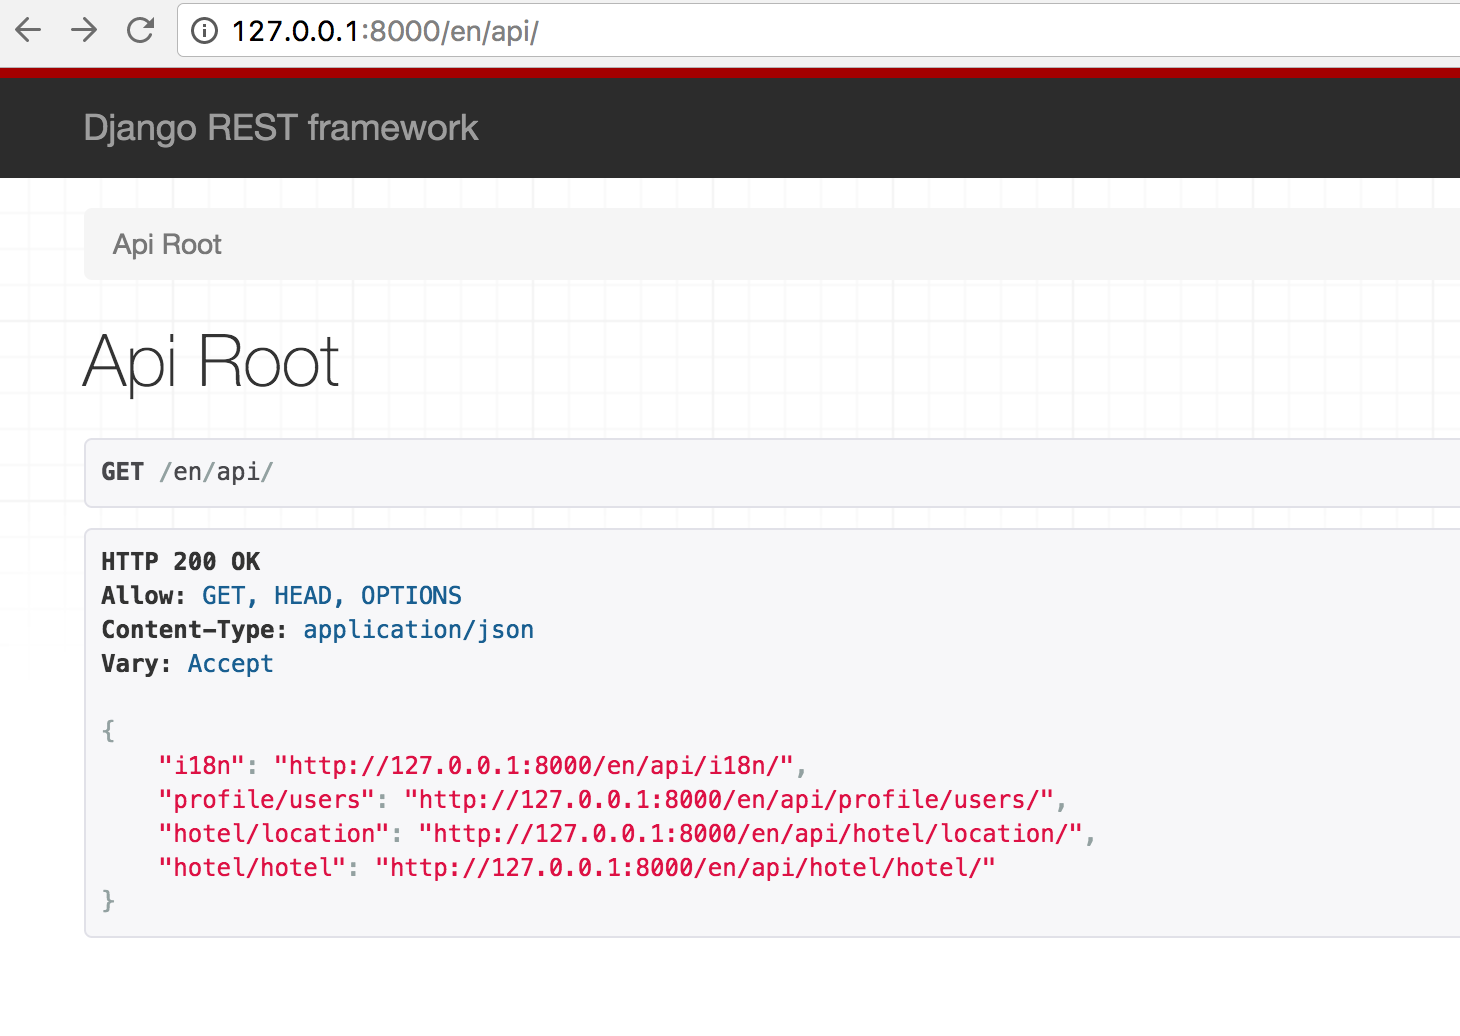 127.0.0.1:8000/en/api/
Django REST framework
Api Root
Api Root
GET /en/api/
HTTP 200 OK
Allow: GET, HEAD, OPTIONS
Content-Type: application/json
Vary: Accept
{
    "i18n": "http://127.0.0.1:8000/en/api/i18n/",
    "profile/users": "http://127.0.0.1:8000/en/api/profile/users/",
    "hotel/location": "http://127.0.0.1:8000/en/api/hotel/location/",
    "hotel/hotel": "http://127.0.0.1:8000/en/api/hotel/hotel/"
}